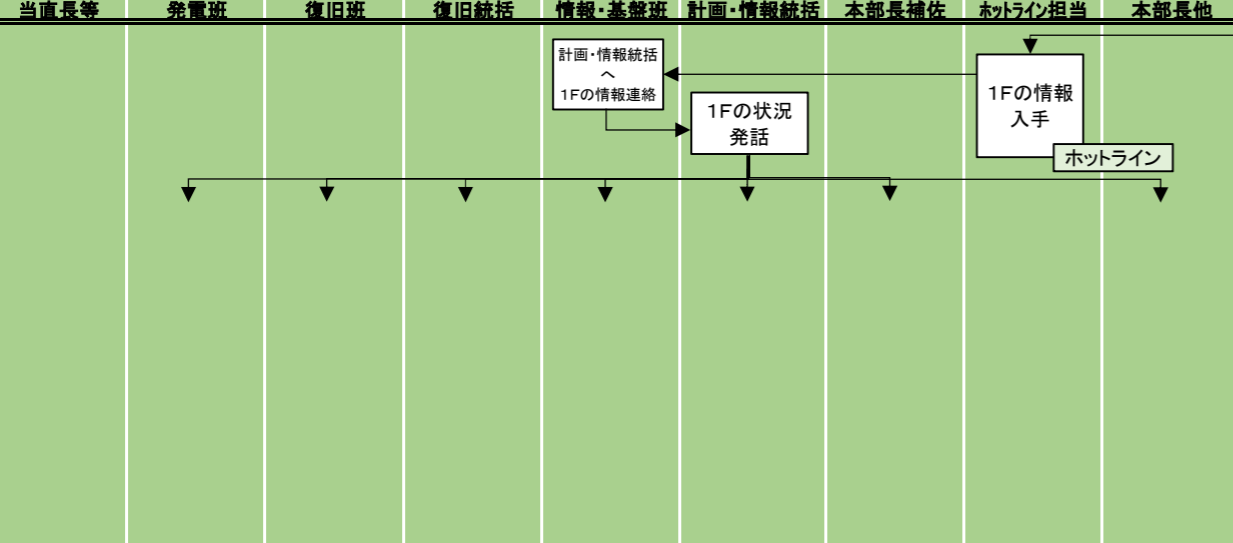 当直長等 発電班 復旧班 復旧統括 情報・基盤班 計画・情報統括 本部長補佐 ﾎｯﾄﾗｲﾝ担当 本部長他
計画・情報統括
へ
１Fの情報連絡
１Fの状況
発話
１Fの情報
入手
ホットライン